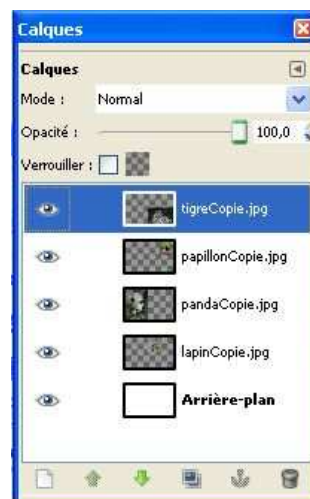 Calques
Calques
Mode : Normal
Opacité : 100,0
Verrouiller :
tigreCopie.jpg
papillonCopie.jpg
pandaCopie.jpg
lapinCopie.jpg
Arrière-plan